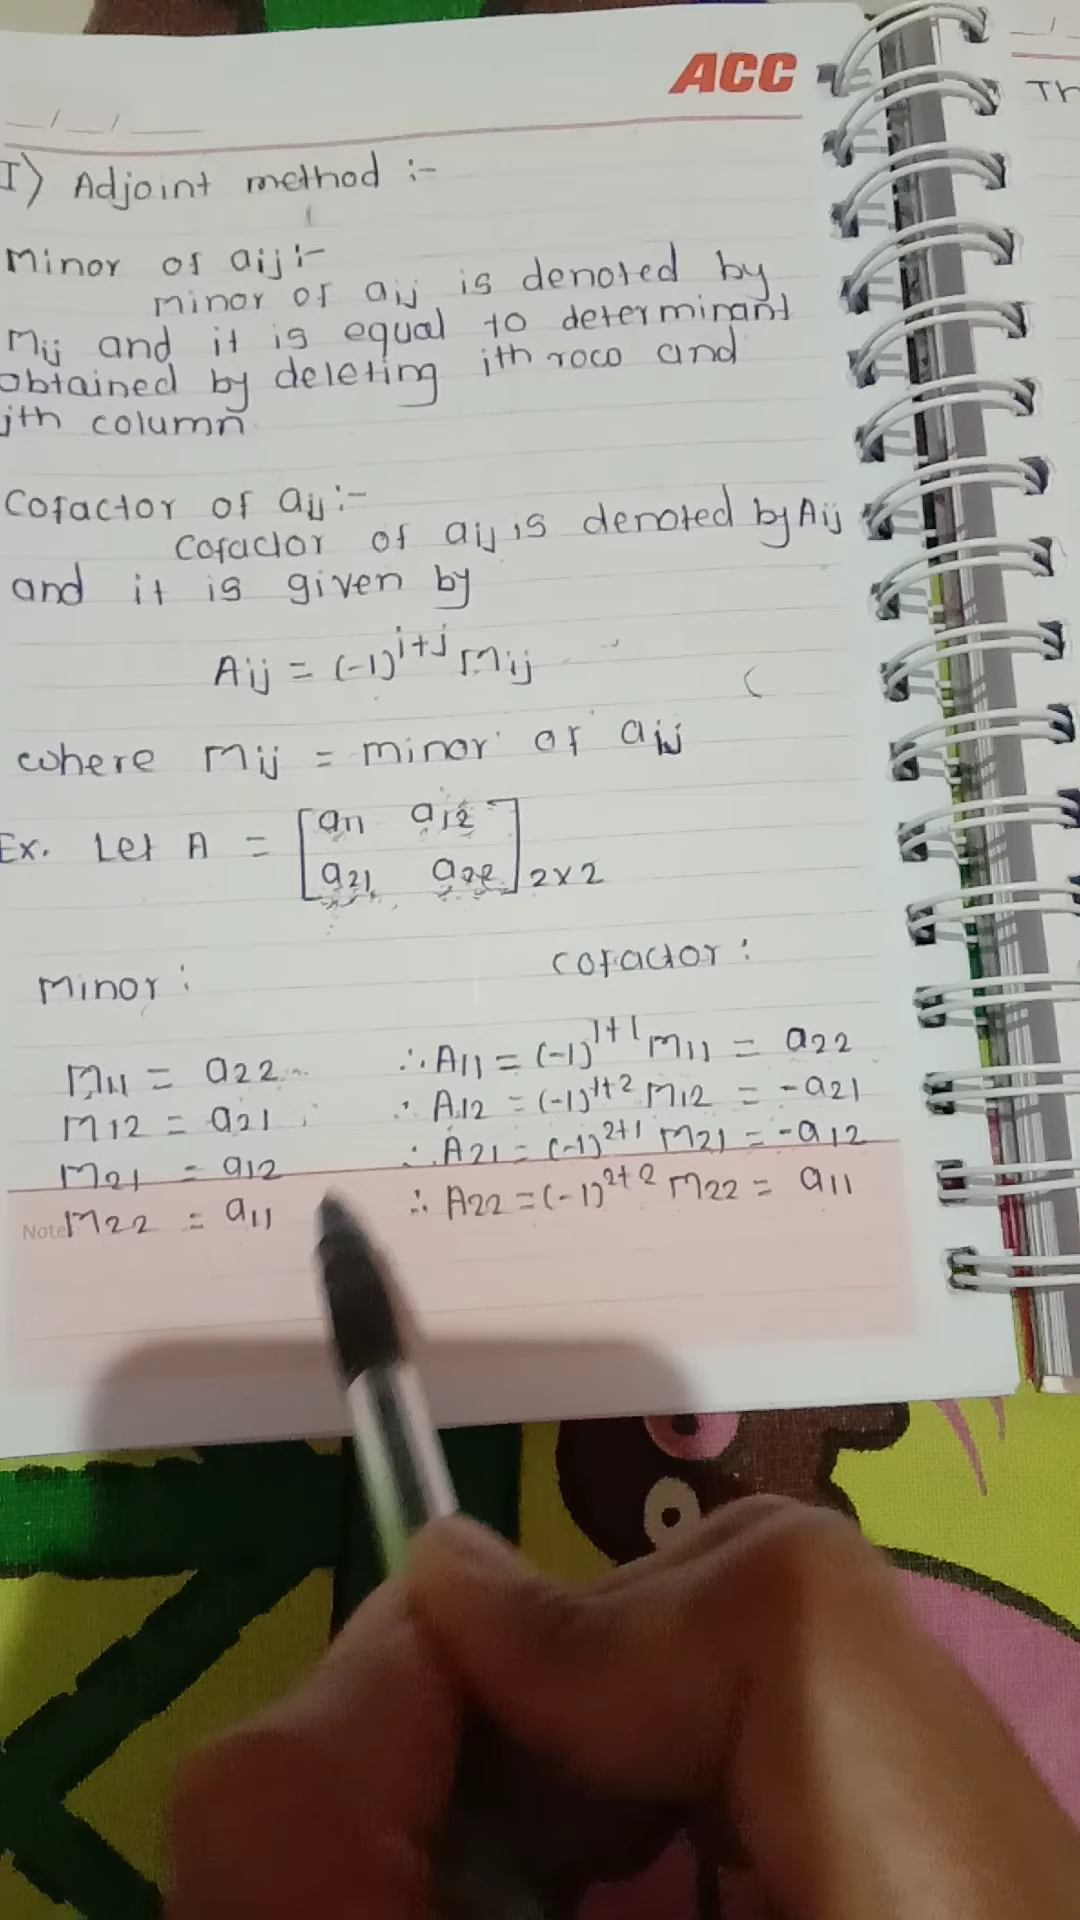 ACC
Th
I) Adjoint method :-
Minor of aij :-
minor of aij is denoted by
Mij and it is equal to determinant
obtained by deleting ith row and
jth column
Cofactor of aij :-
Cofactor of aij is denoted by Aij
and it is given by
Aij = (-1)^i+j Mij
where Mij = minor of aij
Ex. Let A = [a11 a12
a21 a22] 2x2
Minor :
Cofactor :
M11 = a22 ∴ A11 = (-1)^1+1 M11 = a22
M12 = a21 ∴ A12 = (-1)^1+2 M12 = -a21
M21 = a12 ∴ A21 = (-1)^2+1 M21 = -a12
Note M22 = a11 ∴ A22 = (-1)^2+2 M22 = a11